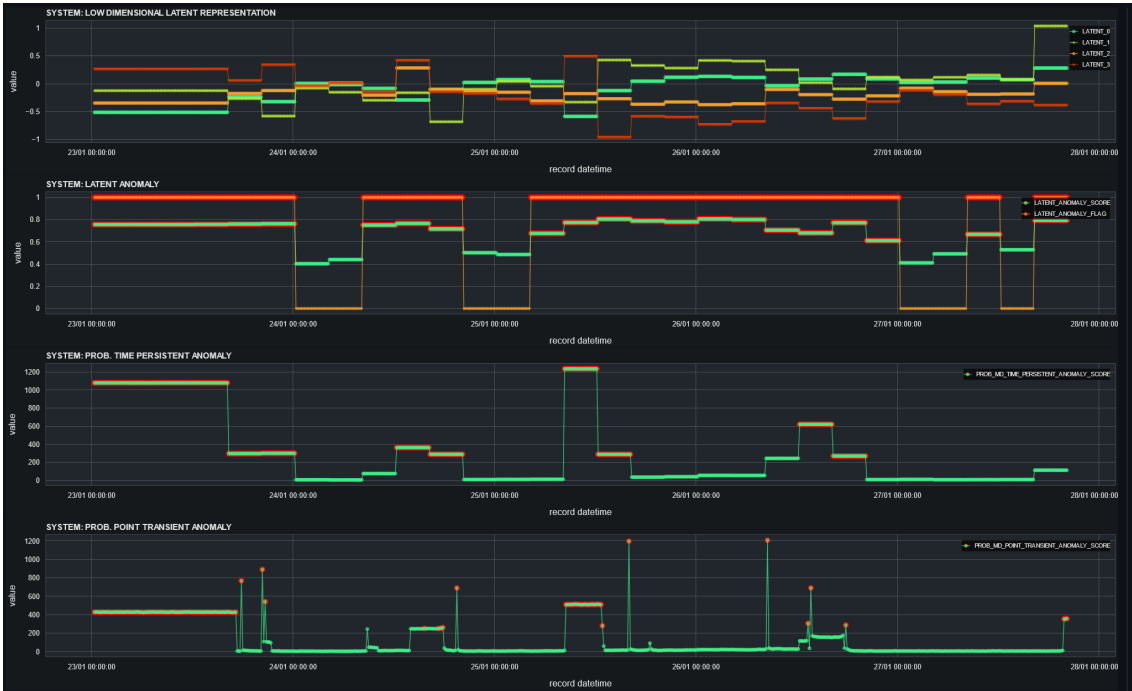 SYSTEM: LOW DIMENSIONAL LATENT REPRESENTATION
1
0.5
0
−0.5
−1
value
LATENT_0
LATENT_1
LATENT_2
LATENT_3
23/01 00:00:00 24/01 00:00:00 25/01 00:00:00 26/01 00:00:00 27/01 00:00:00 28/01 00:00:00
record datetime
SYSTEM: LATENT ANOMALY
1
0.8
0.6
0.4
0.2
0
value
LATENT_ANOMALY_SCORE
LATENT_ANOMALY_FLAG
23/01 00:00:00 24/01 00:00:00 25/01 00:00:00 26/01 00:00:00 27/01 00:00:00 28/01 00:00:00
record datetime
SYSTEM: PROB. TIME PERSISTENT ANOMALY
1200
1000
800
600
400
200
0
value
PROB_MD_TIME_PERSISTENT_ANOMALY_SCORE
23/01 00:00:00 24/01 00:00:00 25/01 00:00:00 26/01 00:00:00 27/01 00:00:00 28/01 00:00:00
record datetime
SYSTEM: PROB. POINT TRANSIENT ANOMALY
1200
1000
800
600
400
200
0
value
PROB_MD_POINT_TRANSIENT_ANOMALY_SCORE
23/01 00:00:00 24/01 00:00:00 25/01 00:00:00 26/01 00:00:00 27/01 00:00:00 28/01 00:00:00
record datetime